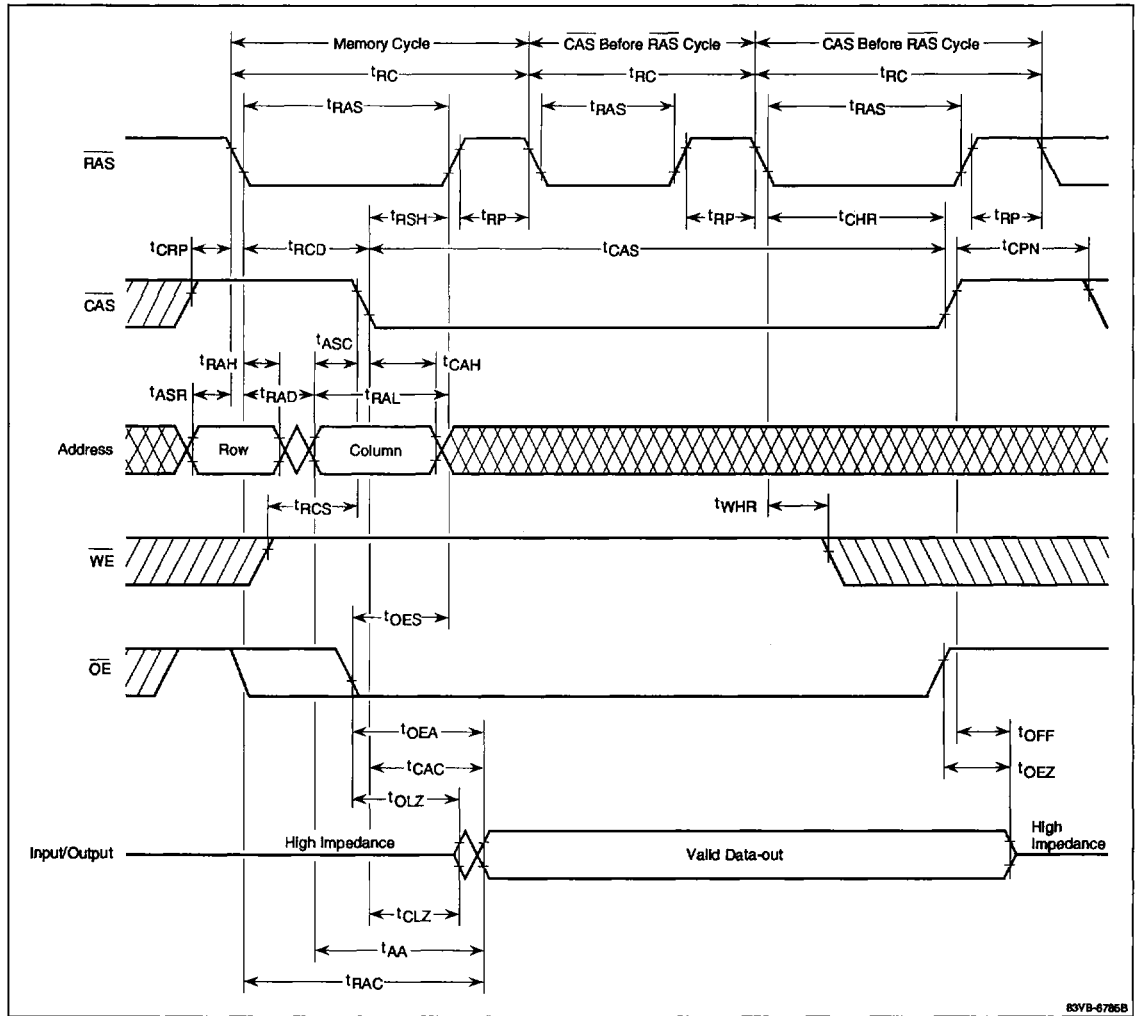 Memory Cycle CAS Before RAS Cycle CAS Before RAS Cycle
tRC tRC tRC
tRAS tRAS tRAS
RAS
tRSH tRP tRP tCHR tRP
tCRP tRCD tCAS tCPN
CAS
tASC
tRAH tCAH
tASR tRAD tRAL
Address Row Column
tRCS tWHR
WE
tOES
OE
tOEA tOFF
tCAC tOEZ
tOLZ
Input/Output High Impedance Valid Data-out High Impedance
tCLZ
tAA
tRAC
83VB-6785B